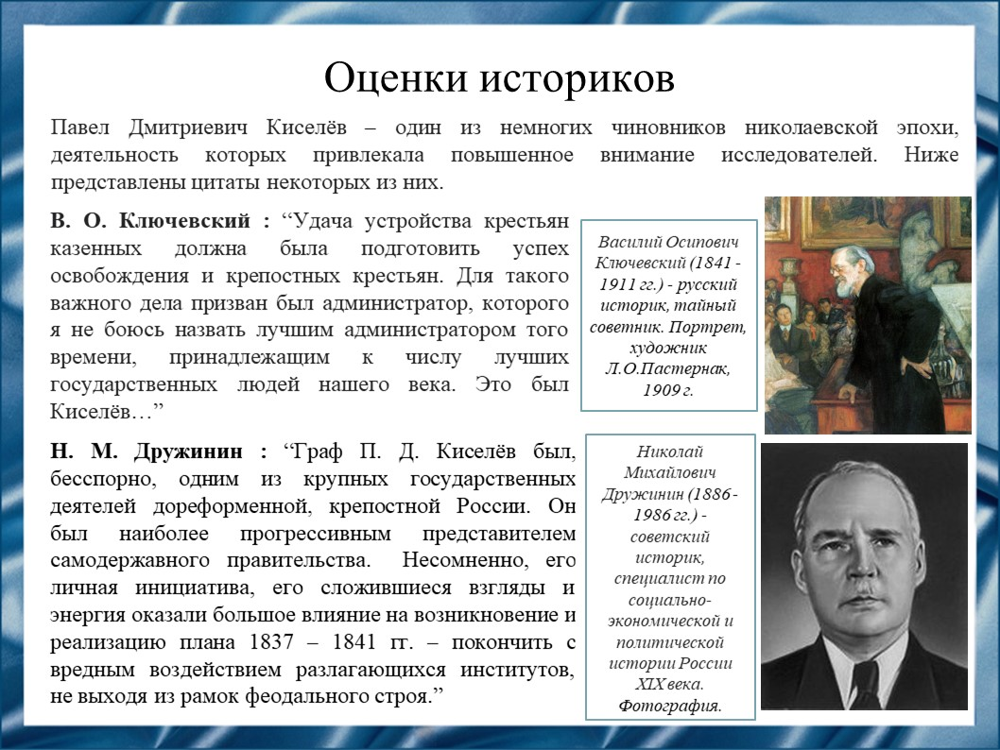 Оценки историков
Павел Дмитриевич Киселёв – один из немногих чиновников николаевской эпохи,
деятельность которых привлекала повышенное внимание исследователей. Ниже
представлены цитаты некоторых из них.
В. О. Ключевский : “Удача устройства крестьян
казенных должна была подготовить успех
освобождения и крепостных крестьян. Для такого
важного дела призван был администратор, которого
я не боюсь назвать лучшим администратором того
времени, принадлежащим к числу лучших
государственных людей нашего века. Это был
Киселёв…”
Василий Осипович
Ключевский (1841 -
1911 гг.) - русский
историк, тайный
советник. Портрет,
художник
Л.О.Пастернак,
1909 г.
Н. М. Дружинин : “Граф П. Д. Киселёв был,
бесспорно, одним из крупных государственных
деятелей дореформенной, крепостной России. Он
был наиболее прогрессивным представителем
самодержавного правительства. Несомненно, его
личная инициатива, его сложившиеся взгляды и
энергия оказали большое влияние на возникновение и
реализацию плана 1837 – 1841 гг. – покончить с
вредным воздействием разлагающихся институтов,
не выходя из рамок феодального строя.”
Николай
Михайлович
Дружинин (1886 -
1986 гг.) -
советский
историк,
специалист по
социально-
экономической и
политической
истории России
XIX века.
Фотография.